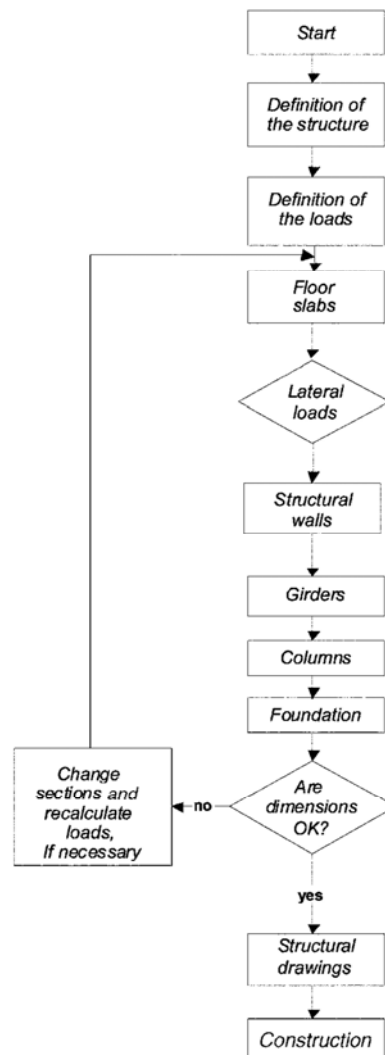 Start
Definition of
the structure
Definition of
the loads
Floor
slabs
Lateral
loads
Structural
walls
Girders
Columns
Foundation
Are
dimensions
OK?
no
Change
sections and
recalculate
loads,
If necessary
yes
Structural
drawings
Construction